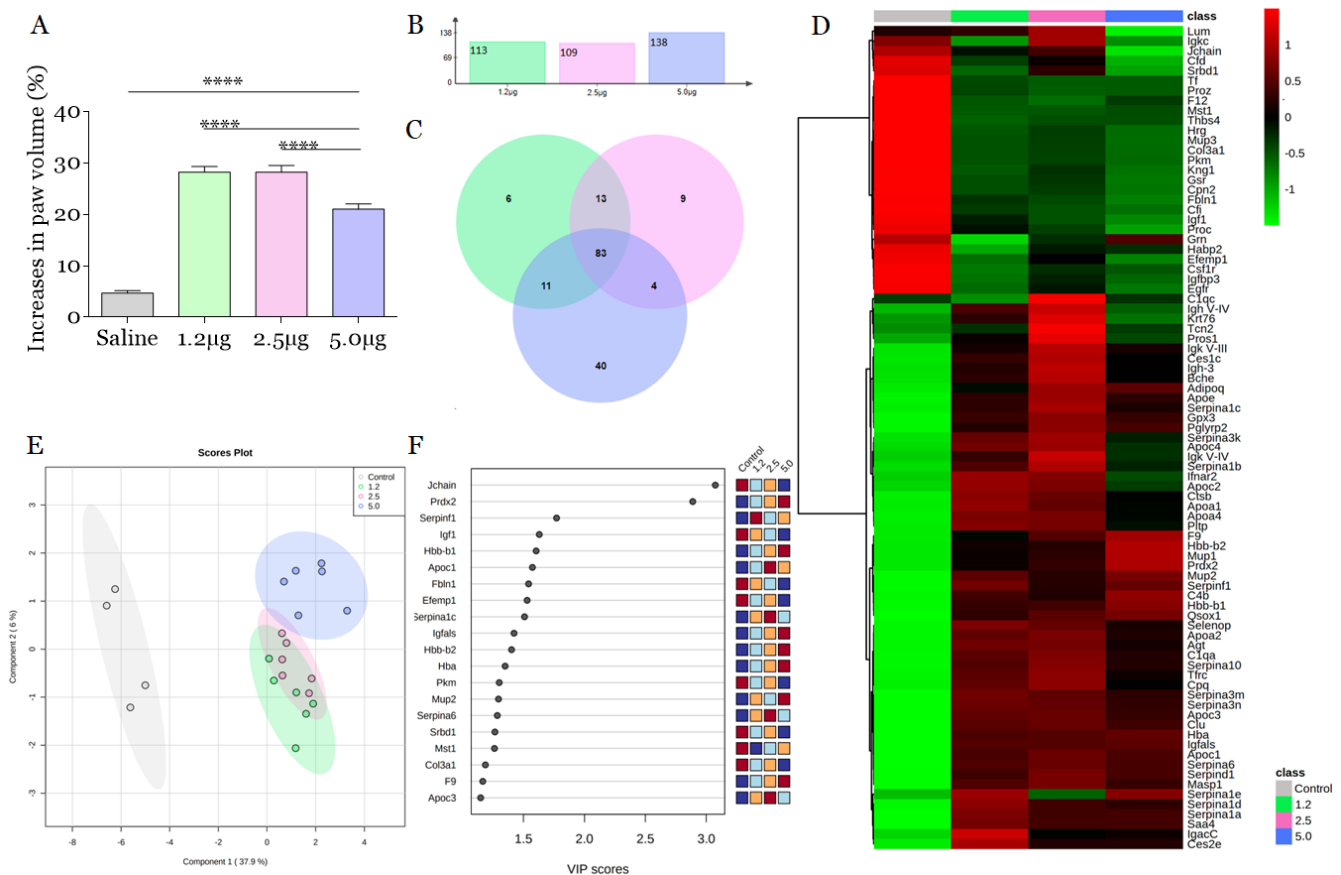 A
Increases in paw volume (%)
40
30
20
10
0
****
****
****
Saline
1.2µg
2.5µg
5.0µg
B
138
69
0
113
109
138
1.2µg
2.5µg
5.0µg
C
6
13
9
83
11
4
40
D
class
1
0.5
0
-0.5
-1
Lum
Igkc
Jchain
Cfd
Srbd1
Tf
Proz
F12
Mst1
Thbs4
Hrg
Mup3
Col3a1
Pkm
Kng1
Gsr
Cpn2
Fbln1
Cfi
Igf1
Proc
Grn
Habp2
Efemp1
Csf1r
Igfbp3
Egfr
C1qc
Igh V-IV
Krt76
Tcn2
Pros1
Igk V-III
Ces1c
Igh-3
Bche
Adipoq
Apoe
Serpina1c
Gpx3
Pglyrp2
Serpina3k
Apoc4
Igk V-IV
Serpina1b
Ifnar2
Apoc2
Ctsb
Apoa1
Apoa4
Pltp
F9
Hbb-b2
Mup1
Prdx2
Mup2
Serpinf1
C4b
Hbb-b1
Qsox1
Selenop
Apoa2
Agt
C1qa
Serpina10
Tfrc
Cpq
Serpina3m
Serpina3n
Apoc3
Clu
Hba
Igfals
Apoc1
Serpina6
Serpind1
Masp1
Serpina1e
Serpina1d
Serpina1a
Saa4
IgacC
Ces2e
class
Control
1.2
2.5
5.0
E
Scores Plot
Control
1.2
2.5
5.0
Component 2 ( 6 %)
3
2
1
0
-1
-2
-3
-8
-6
-4
-2
0
2
4
Component 1 ( 37.9 %)
F
Control
1.2
2.5
5.0
Jchain
Prdx2
Serpinf1
Igf1
Hbb-b1
Apoc1
Fbln1
Efemp1
Serpina1c
Igfals
Hbb-b2
Hba
Pkm
Mup2
Serpina6
Srbd1
Mst1
Col3a1
F9
Apoc3
1.5
2.0
2.5
3.0
VIP scores